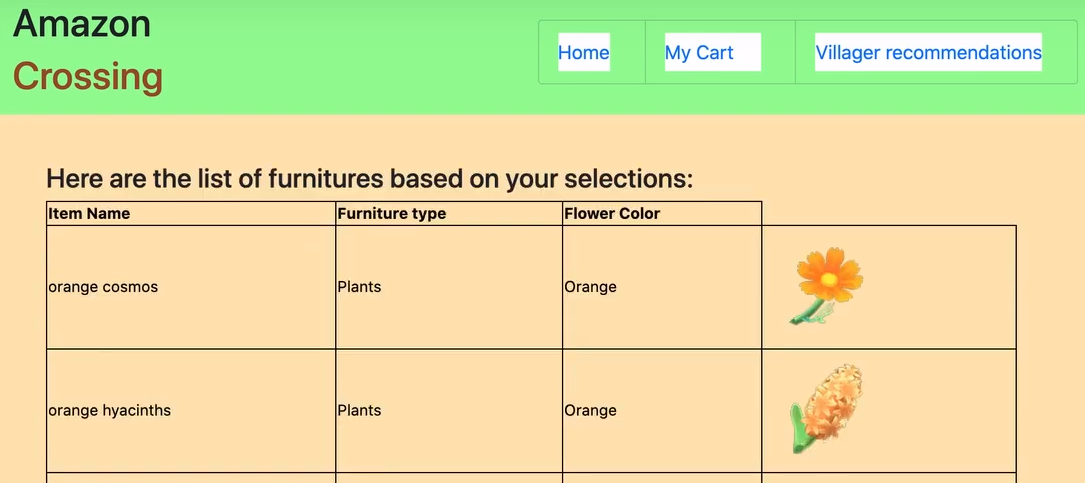 Amazon
Crossing
Home
My Cart
Villager recommendations
Here are the list of furnitures based on your selections:
Item Name Furniture type Flower Color
orange cosmos Plants Orange
orange hyacinths Plants Orange